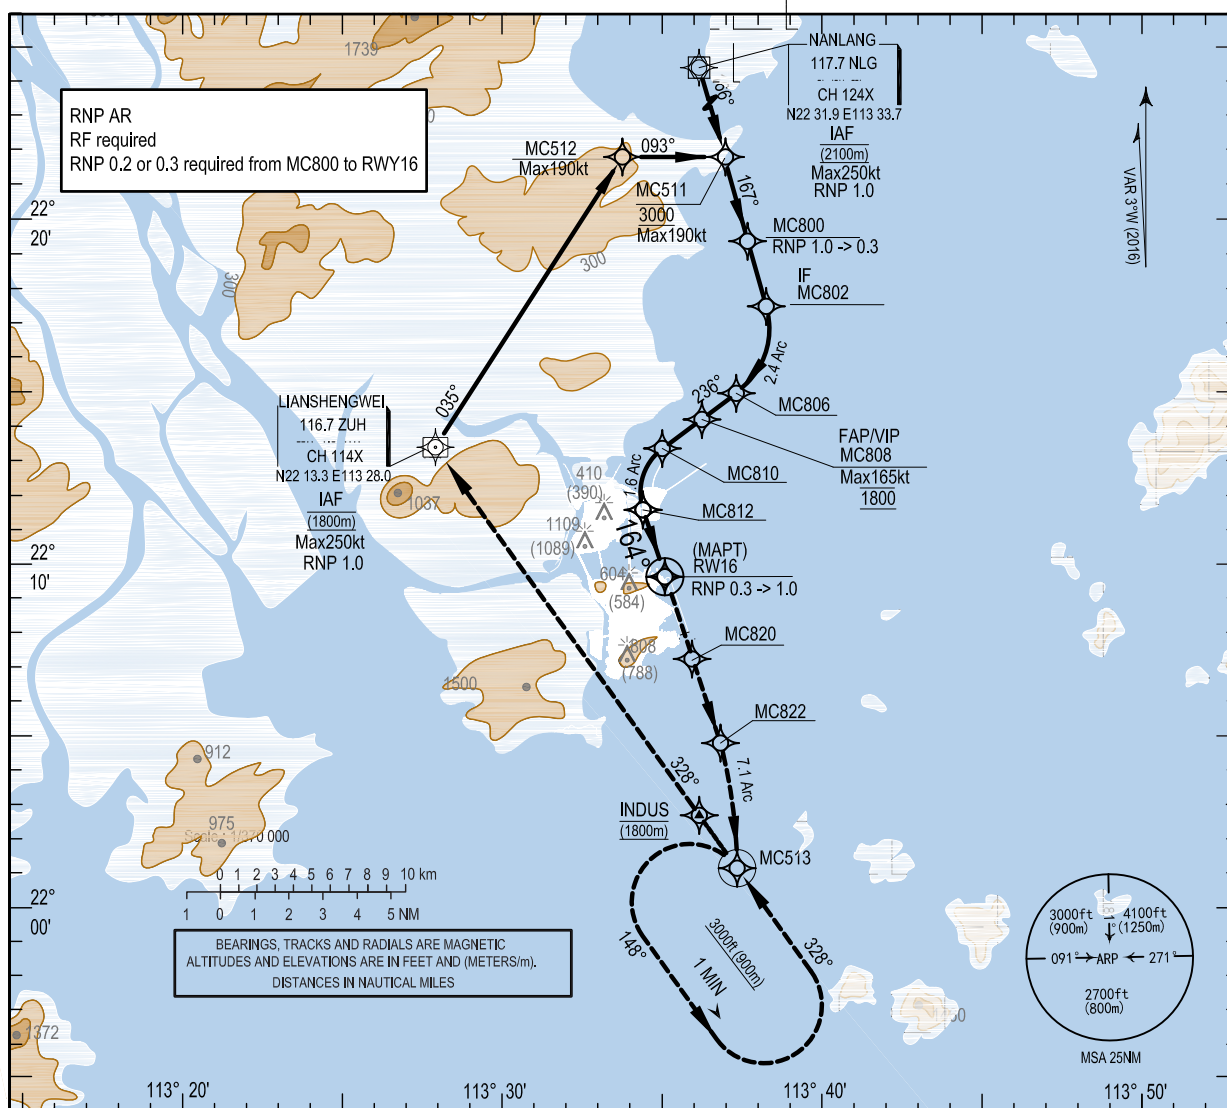 1739
NANLANG
117.7 NLG
CH 124X
N22 31.9 E113 33.7
IAF
(2100m)
Max250kt
RNP 1.0
RNP AR
RF required
RNP 0.2 or 0.3 required from MC800 to RWY16
VAR 3°W (2016)
MC512
Max190kt
093°
MC511
3000
Max190kt
167°
22°
20'
MC800
RNP 1.0 -> 0.3
300
300
IF
MC802
2.4 Arc
236°
MC806
LIANSHENGWEI
116.7 ZUH
CH 114X
N22 13.3 E113 28.0
IAF
(1800m)
Max250kt
RNP 1.0
035°
FAP/VIP
MC808
Max165kt
1800
MC810
1037
410
(390)
1.6 Arc
MC812
1109
(1089)
164°
(MAPT)
RW16
RNP 0.3 -> 1.0
22°
10'
604
(584)
808
(788)
MC820
1500
MC822
912
328°
7.1 Arc
INDUS
(1800m)
975
Scale : 1/370 000
MC513
0 1 2 3 4 5 6 7 8 9 10 km
1 0 1 2 3 4 5 NM
22°
00'
BEARINGS, TRACKS AND RADIALS ARE MAGNETIC
ALTITUDES AND ELEVATIONS ARE IN FEET AND (METERS/m).
DISTANCES IN NAUTICAL MILES
148°
3000ft (900m)
1 MIN
328°
3000ft
(900m)
4100ft
(1250m)
091°
ARP
271°
2700ft
(800m)
MSA 25NM
1372
113° 20'
113° 30'
113° 40'
113° 50'